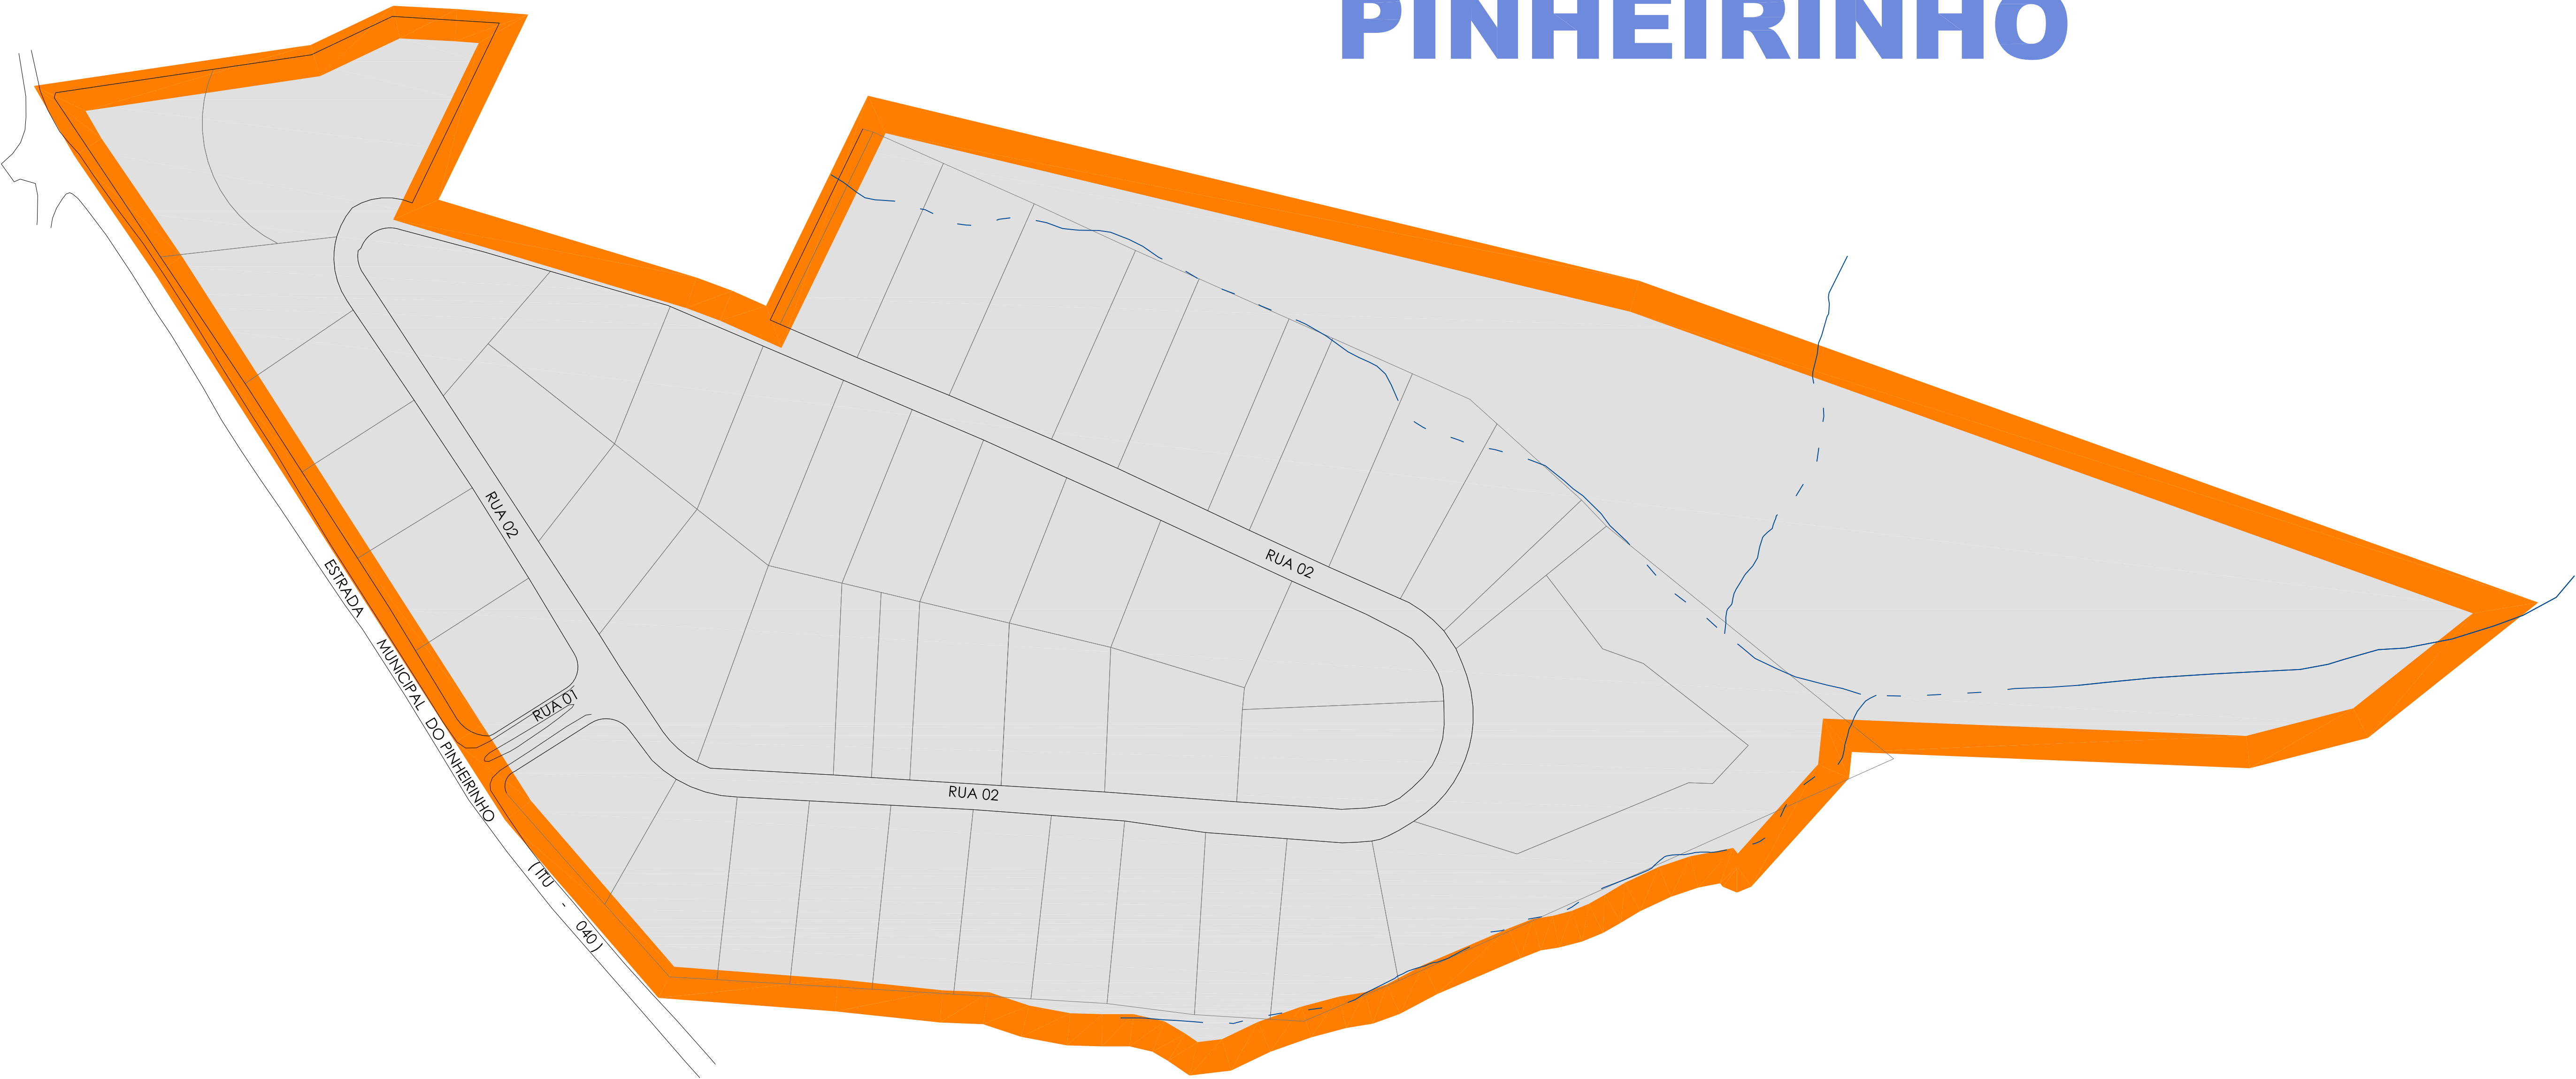 PINHEIRINHO
RUA 02
RUA 02
ESTRADA MUNICIPAL DO PINHEIRINHO ( ITU - 040 )
RUA 01
RUA 02